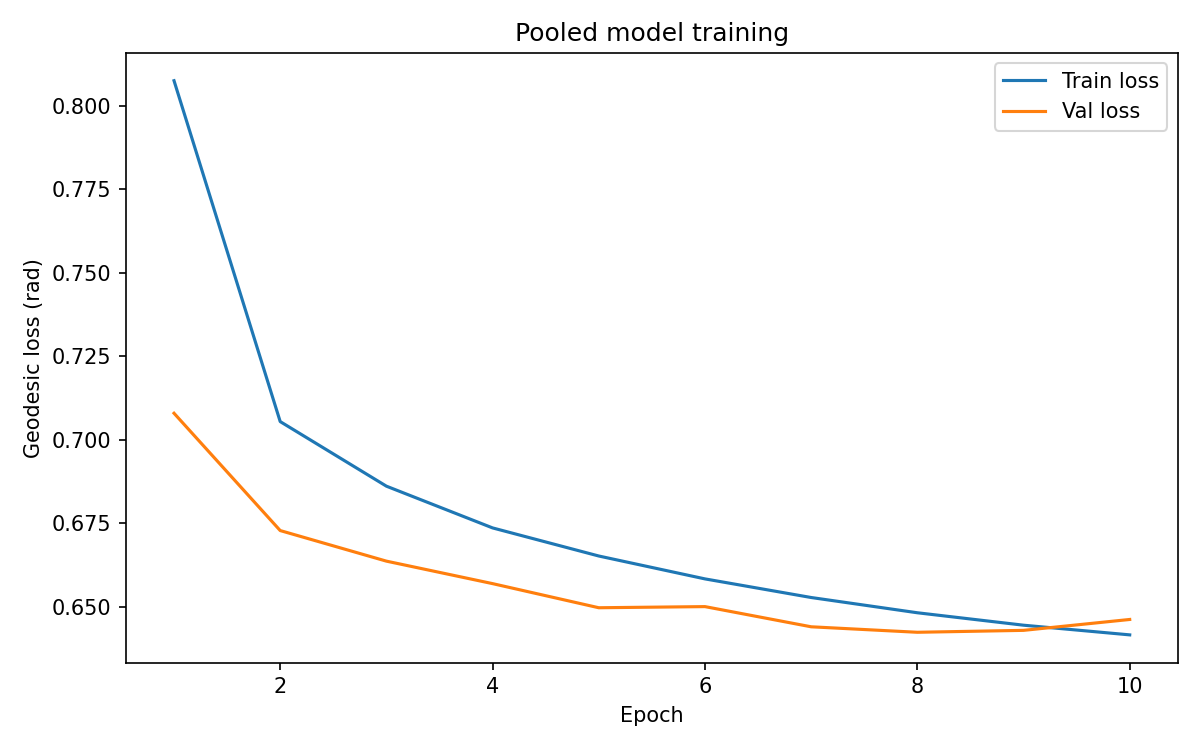 Pooled model training
Train loss
Val loss
0.800
0.775
0.750
0.725
0.700
0.675
0.650
Geodesic loss (rad)
2 4 6 8 10
Epoch